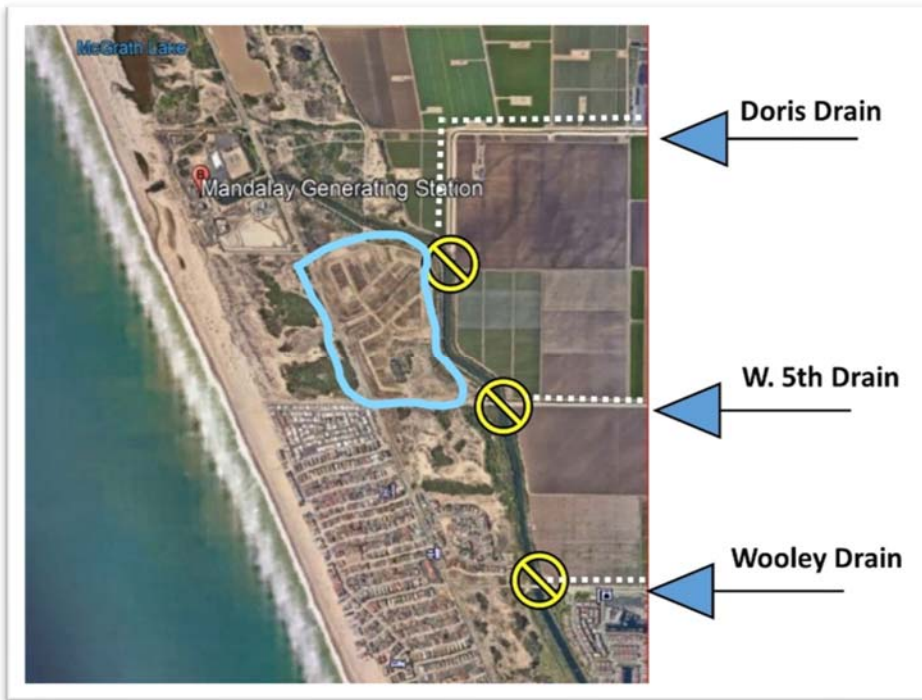 McGrath Lake
Doris Drain
B
Mandalay Generating Station
W. 5th Drain
Wooley Drain